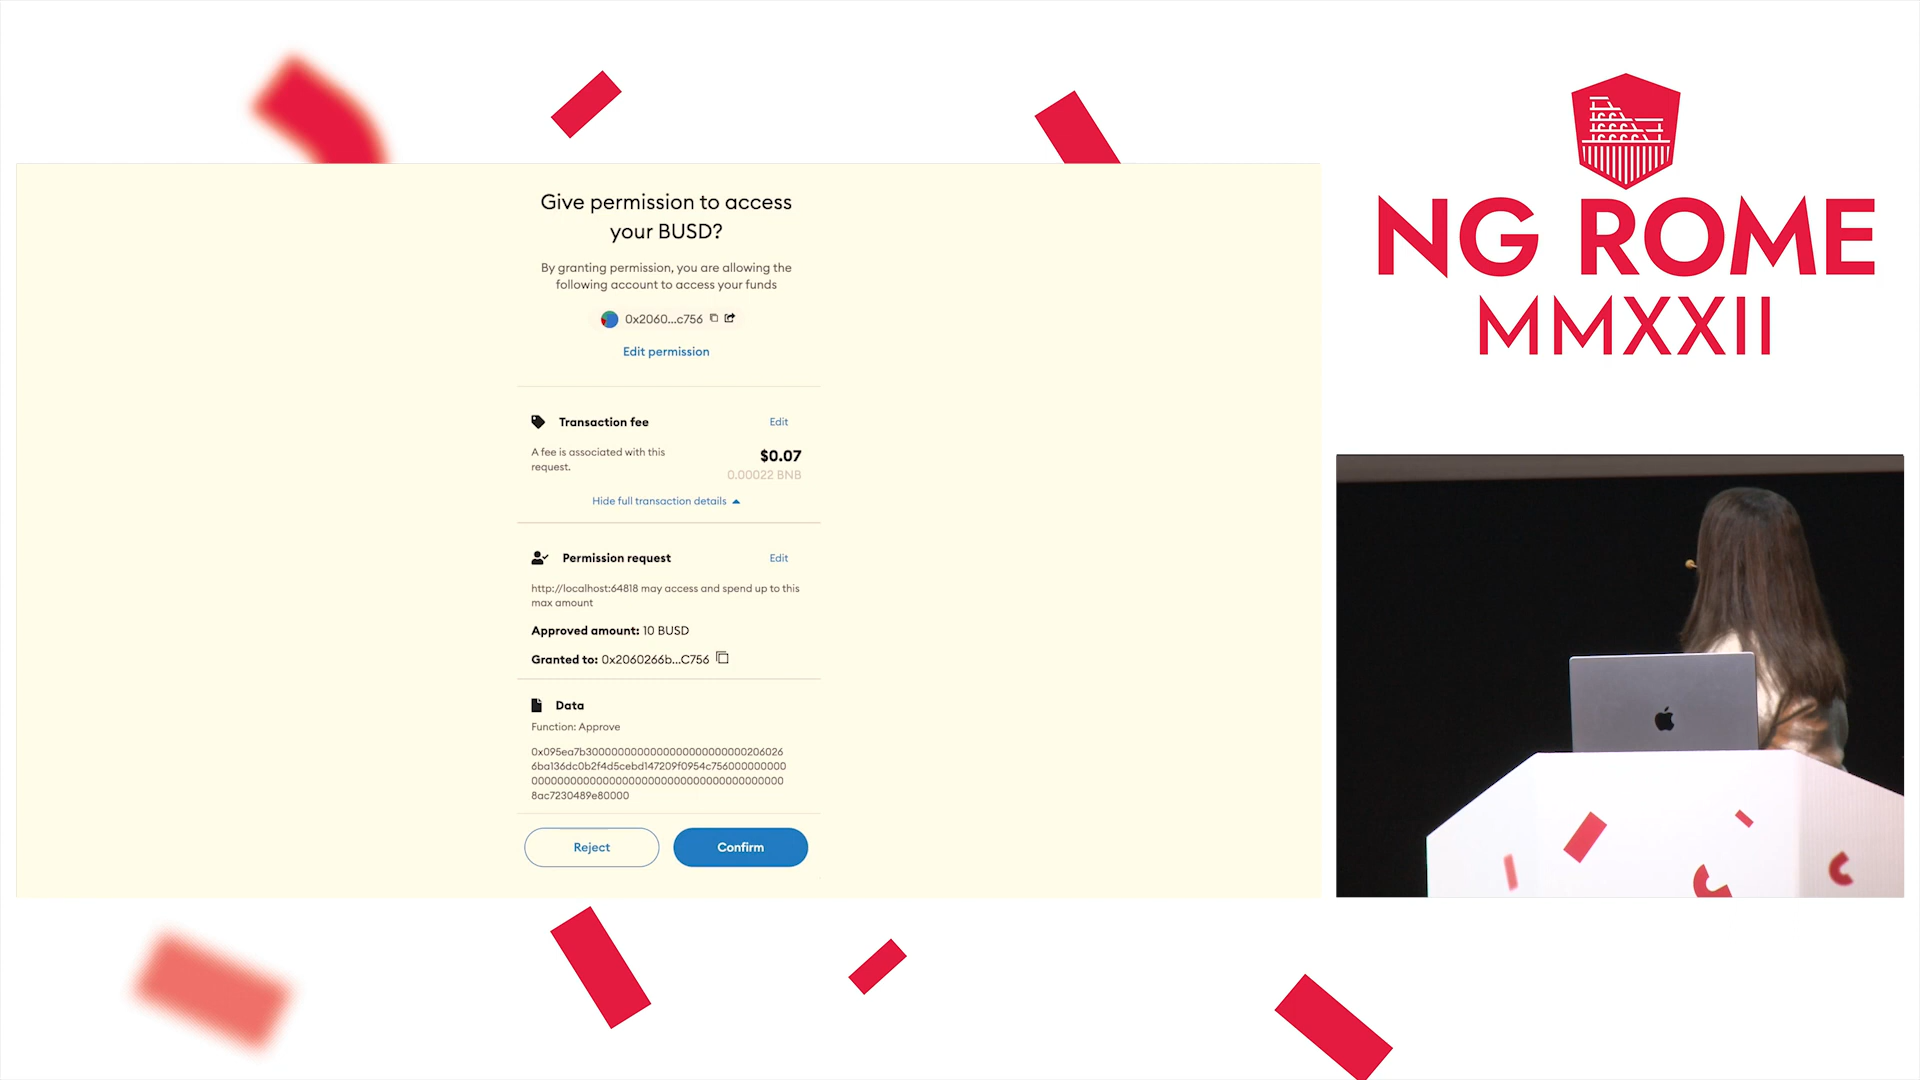 Give permission to access
your BUSD?
By granting permission, you are allowing the
following account to access your funds
0x2060...c756
Edit permission
Transaction fee
Edit
A fee is associated with this
request.
$0.07
0.00022 BNB
Hide full transaction details
Permission request
Edit
http://localhost:64818 may access and spend up to this
max amount
Approved amount: 10 BUSD
Granted to: 0x2060266b...C756
Data
Function: Approve
0x095ea7b3000000000000000000000000206026
6ba136dc0b2f4d5cebd147209f0954c756000000000
0000000000000000000000000000000000000000
8ac7230489e80000
Reject
Confirm
NG ROME
MMXXII